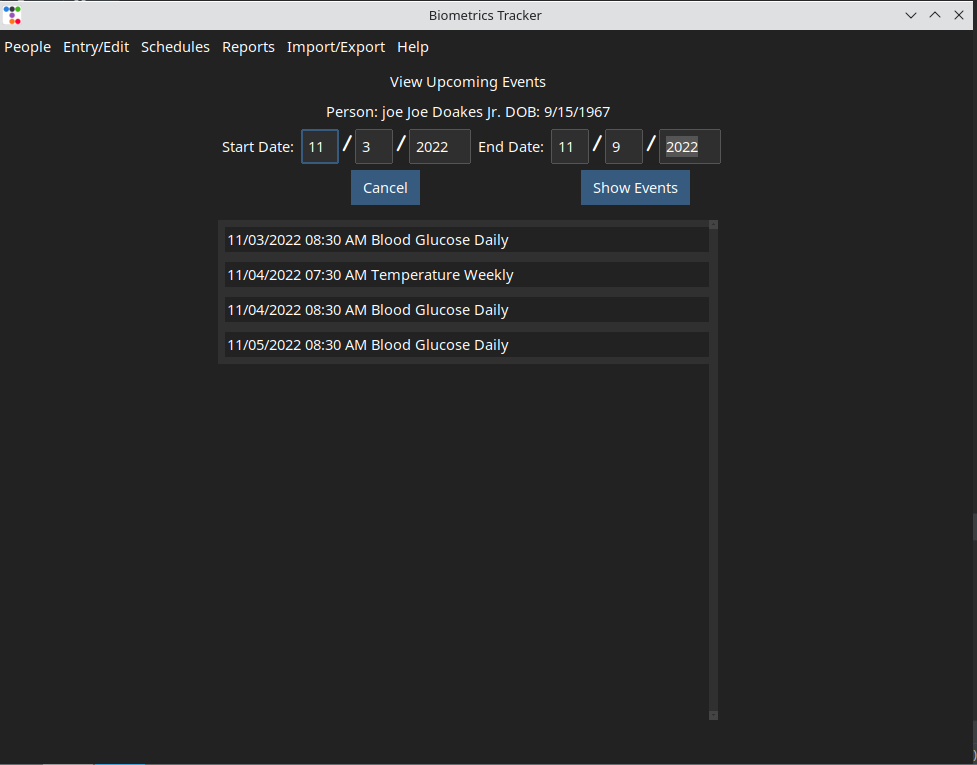 Biometrics Tracker
People Entry/Edit Schedules Reports Import/Export Help
View Upcoming Events
Person: joe Joe Doakes Jr. DOB: 9/15/1967
Start Date: 11 / 3 / 2022 End Date: 11 / 9 / 2022
Cancel Show Events
11/03/2022 08:30 AM Blood Glucose Daily
11/04/2022 07:30 AM Temperature Weekly
11/04/2022 08:30 AM Blood Glucose Daily
11/05/2022 08:30 AM Blood Glucose Daily